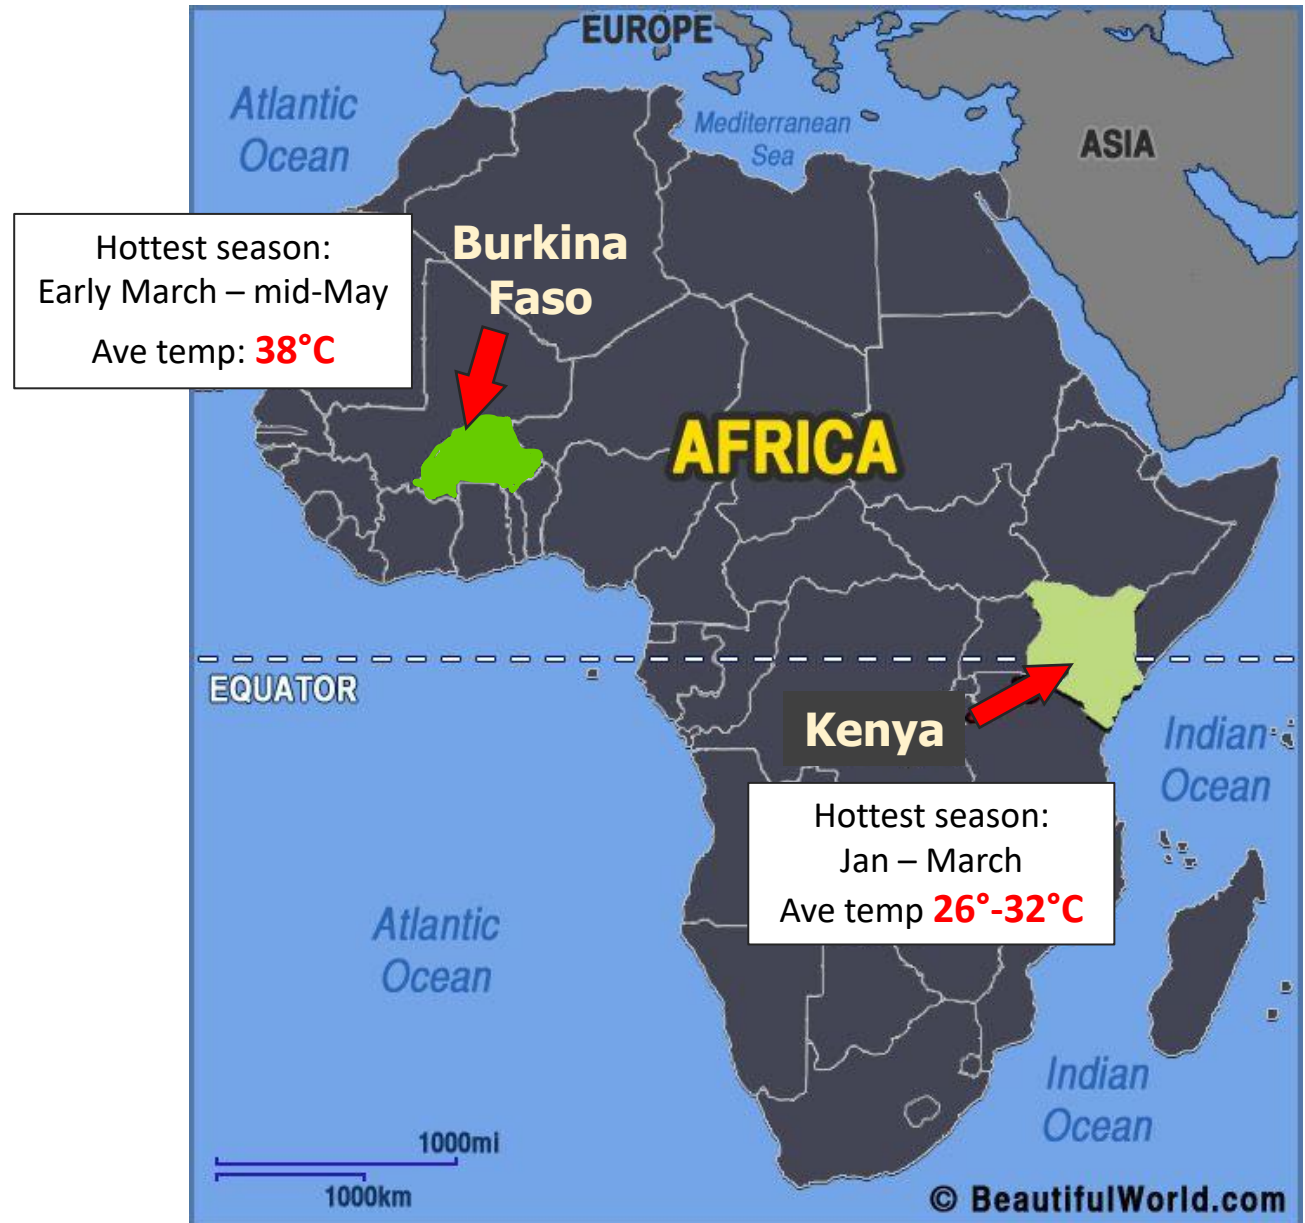 EUROPE
Atlantic
Ocean
Mediterranean
Sea
ASIA
Hottest season:
Early March – mid-May
Ave temp: 38°C
Burkina
Faso
AFRICA
EQUATOR
Kenya
Indian
Ocean
Hottest season:
Jan – March
Ave temp 26°-32°C
Atlantic
Ocean
Indian
Ocean
1000mi
1000km
© BeautifulWorld.com